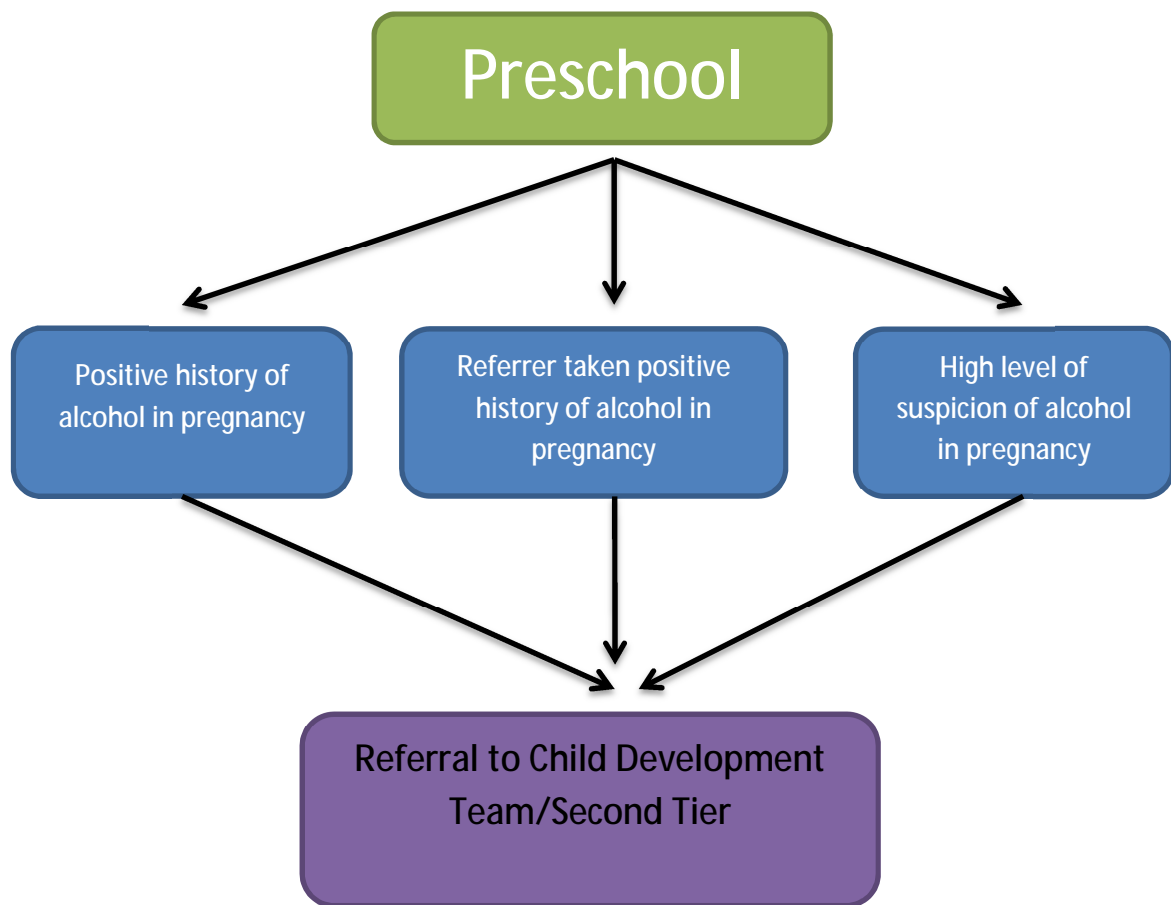 Preschool
Positive history of
alcohol in pregnancy
Referrer taken positive
history of alcohol in
pregnancy
High level of
suspicion of alcohol
in pregnancy
Referral to Child Development
Team/Second Tier